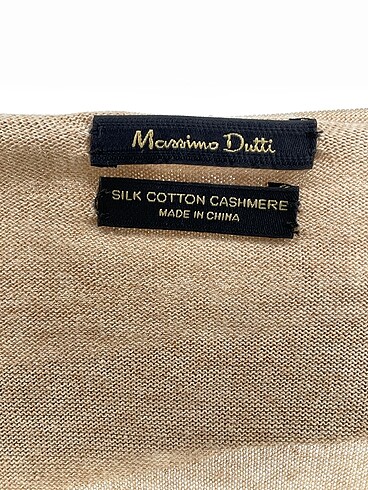 Massimo Dutti
SILK COTTON CASHMERE
MADE IN CHINA